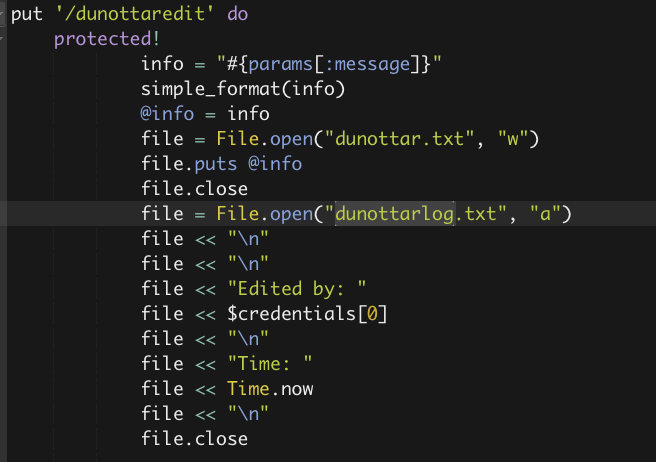 put '/dunottaredit' do
protected!
info = "#{params[:message]}"
simple_format(info)
@info = info
file = File.open("dunottar.txt", "w")
file.puts @info
file.close
file = File.open("dunottarlog.txt", "a")
file << "\n"
file << "\n"
file << "Edited by: "
file << $credentials[0]
file << "\n"
file << "Time: "
file << Time.now
file << "\n"
file.close